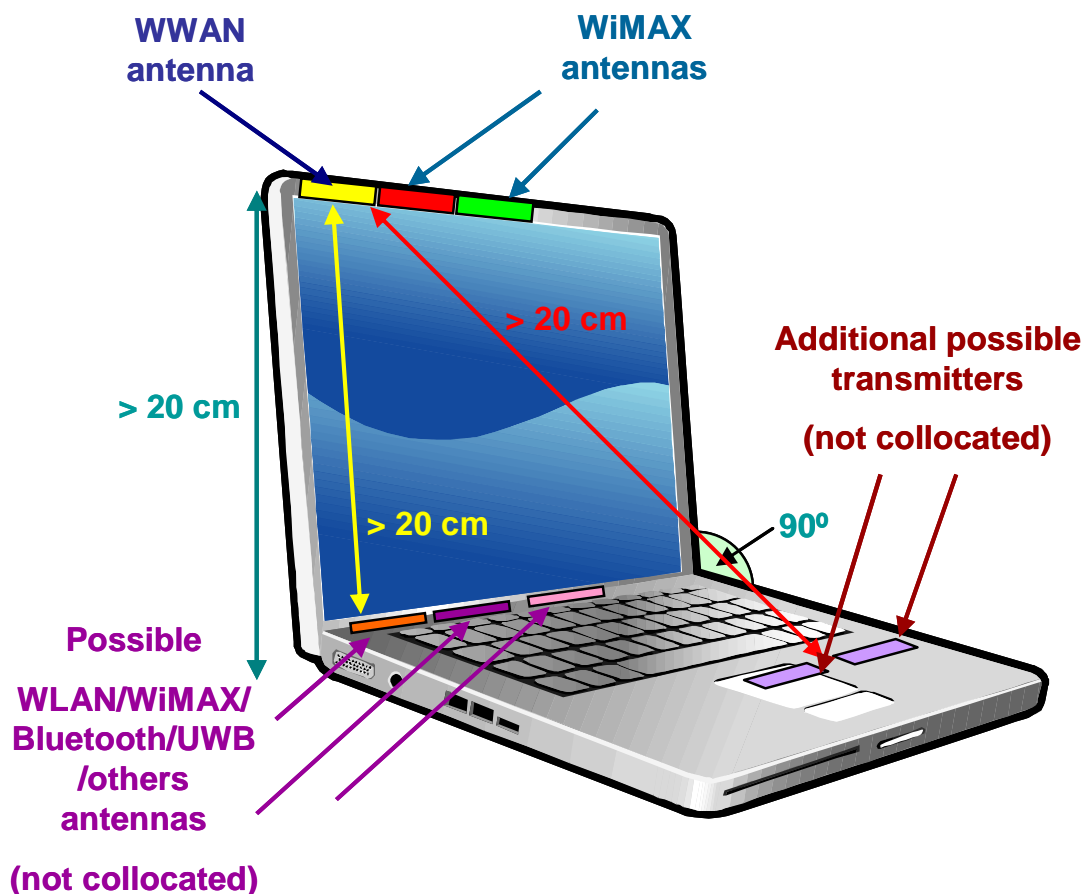 WWAN
antenna
WiMAX
antennas
> 20 cm
Additional possible
transmitters
(not collocated)
> 20 cm
> 20 cm
90º
Possible
WLAN/WiMAX/
Bluetooth/UWB
/others
antennas
(not collocated)